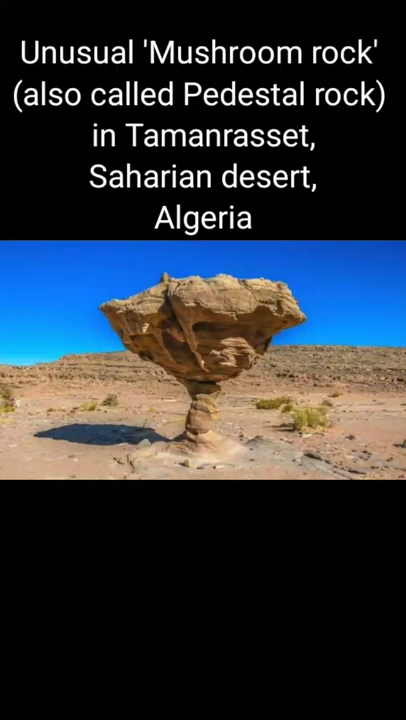 Unusual 'Mushroom rock'
(also called Pedestal rock)
in Tamanrasset,
Saharian desert,
Algeria